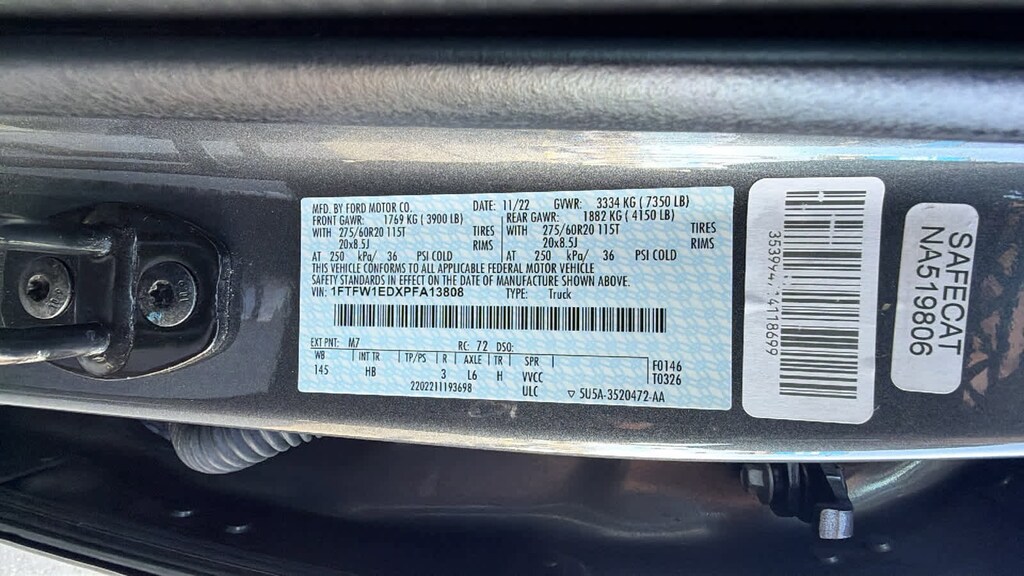 MFD. BY FORD MOTOR CO. DATE: 11/22 GVWR: 3334 KG ( 7350 LB)
FRONT GAWR: 1769 KG ( 3900 LB) REAR GAWR: 1882 KG ( 4150 LB)
WITH 275/60R20 115T TIRES WITH 275/60R20 115T TIRES
20x8.5J RIMS 20x8.5J RIMS
AT 250 kPa/ 36 PSI COLD AT 250 kPa/ 36 PSI COLD
THIS VEHICLE CONFORMS TO ALL APPLICABLE FEDERAL MOTOR VEHICLE
SAFETY STANDARDS IN EFFECT ON THE DATE OF MANUFACTURE SHOWN ABOVE.
VIN: 1FTFW1EDXPFA13808 TYPE: Truck
EXT PNT: M7 RC: 72 DSO:
WB INT TR TP/PS R AXLE TR SPR F0146
145 HB 3 L6 H VVCC T0326
2202211193698 ULC ▽ 5U5A-3520472-AA
SAFECAT
NA519806